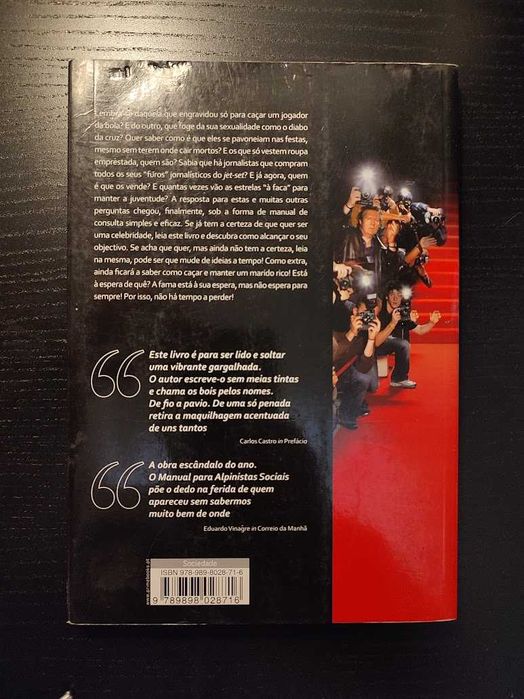 Lembra-se daquela que engravidou só para caçar um jogador
da bola? E do outro, que foge da sua sexualidade como o diabo
da cruz? Quer saber como é que eles se pavoneiam nas festas,
mesmo sem terem onde cair mortos? E os que só vestem roupa
emprestada, quem são? Sabia que há jornalistas que compram
todos os seus "furos" jornalísticos do jet-set? E já agora, quem
é que os vende? E quantas vezes vão as estrelas "à faca" para
manter a juventude? A resposta para estas e muitas outras
perguntas chegou, finalmente, sob a forma de manual de
consulta simples e eficaz. Se já tem a certeza de que quer ser
uma celebridade, leia este livro e descubra como alcançar o seu
objectivo. Se acha que quer, mas ainda não tem a certeza, leia
na mesma, pode ser que mude de ideias a tempo! Como extra,
ainda ficará a saber como caçar e manter um marido rico! Está
à espera de quê? A fama está à sua espera, mas não espera para
sempre! Por isso, não há tempo a perder!
Este livro é para ser lido e soltar
uma vibrante gargalhada.
O autor escreve-o sem meias tintas
e chama os bois pelos nomes.
De fio a pavio. De uma só penada
retira a maquilhagem acentuada
de uns tantos
Carlos Castro in Prefácio
A obra escândalo do ano.
O Manual para Alpinistas Sociais
põe o dedo na ferida de quem
apareceu sem sabermos
muito bem de onde
Eduardo Vinagre in Correio da Manhã
Sociedade
ISBN 978-989-8028-71-6
9 789898 028716
www.primebooks.pt